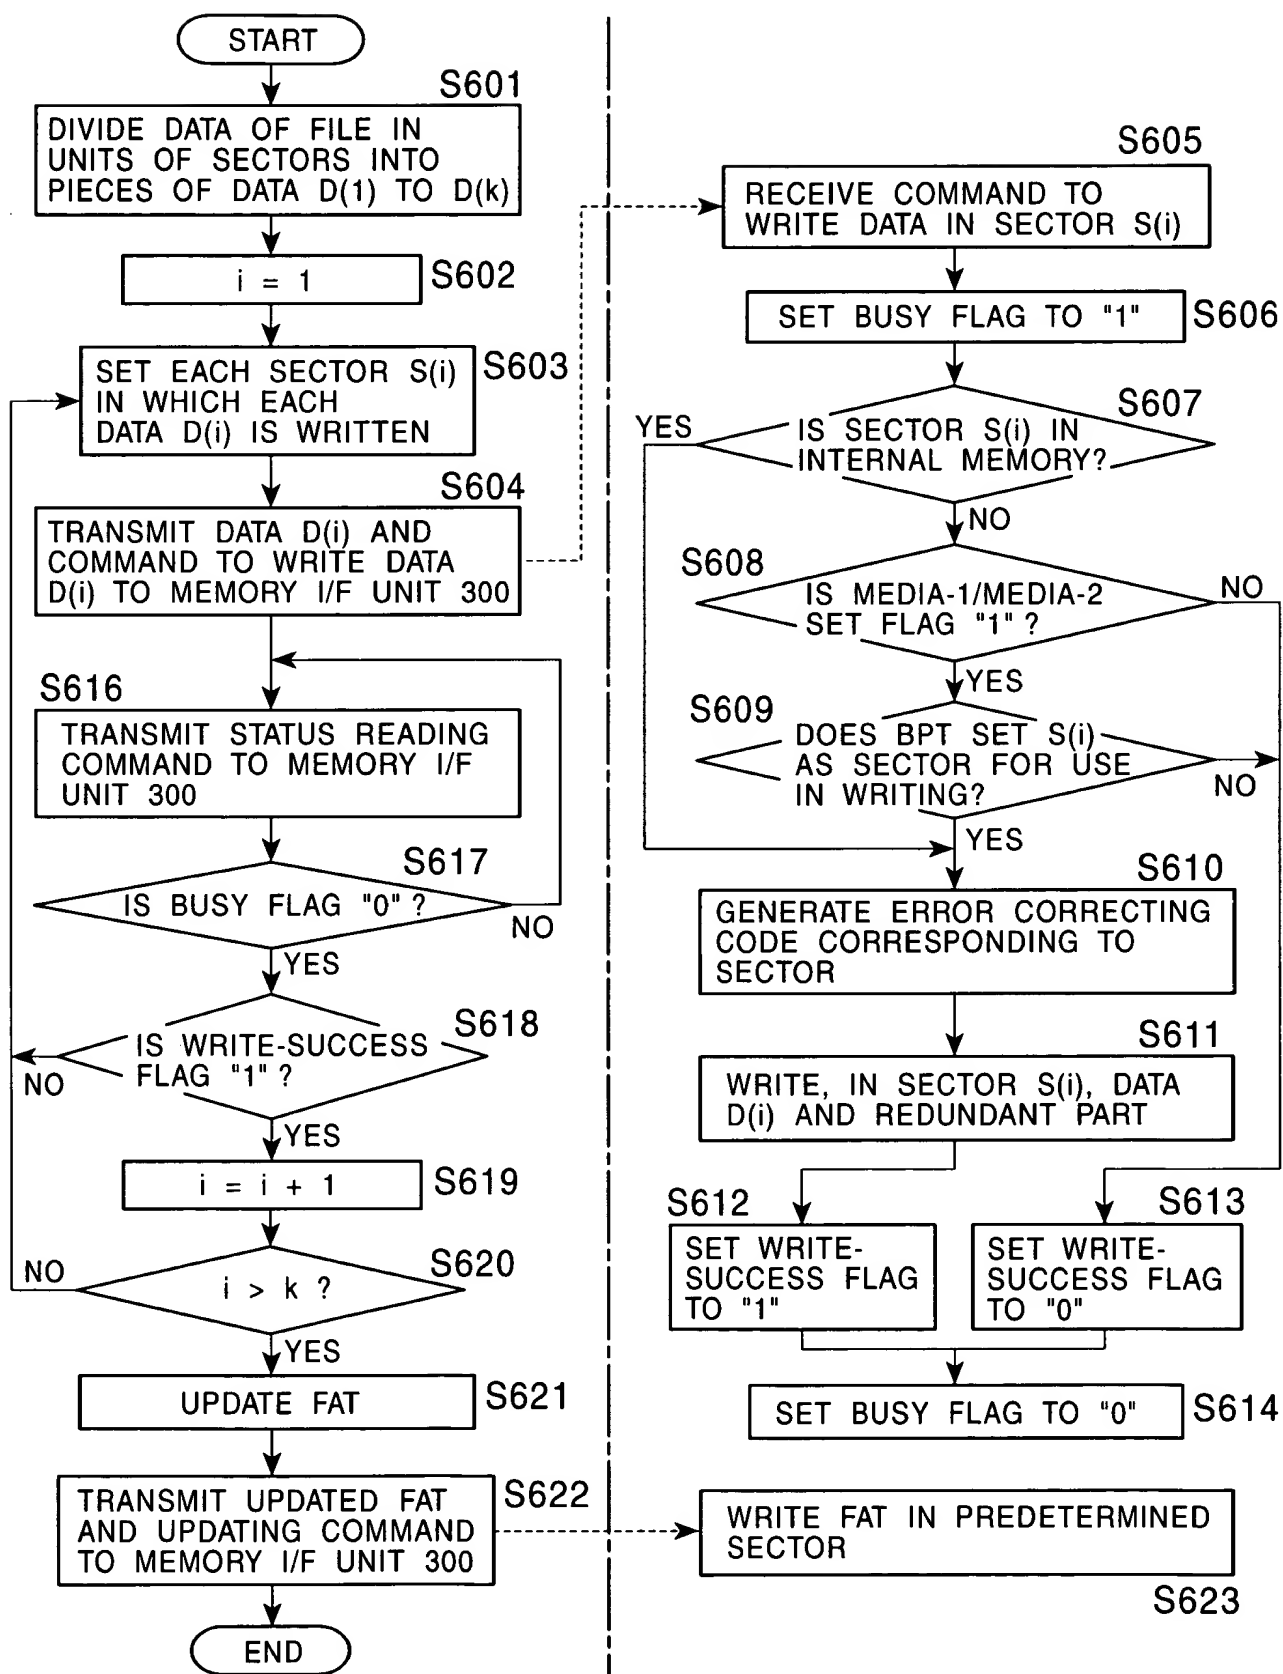 START
S601
DIVIDE DATA OF FILE IN
UNITS OF SECTORS INTO
PIECES OF DATA D(1) TO D(k)
i = 1
S602
S603
SET EACH SECTOR S(i)
IN WHICH EACH
DATA D(i) IS WRITTEN
S604
TRANSMIT DATA D(i) AND
COMMAND TO WRITE DATA
D(i) TO MEMORY I/F UNIT 300
S616
TRANSMIT STATUS READING
COMMAND TO MEMORY I/F
UNIT 300
S617
IS BUSY FLAG "0" ?
NO
YES
S618
IS WRITE-SUCCESS
FLAG "1" ?
NO
YES
i = i + 1
S619
S620
NO
i > k ?
YES
UPDATE FAT
S621
S622
TRANSMIT UPDATED FAT
AND UPDATING COMMAND
TO MEMORY I/F UNIT 300
END
S605
RECEIVE COMMAND TO
WRITE DATA IN SECTOR S(i)
SET BUSY FLAG TO "1"
S606
S607
YES
IS SECTOR S(i) IN
INTERNAL MEMORY?
NO
S608
IS MEDIA-1/MEDIA-2
SET FLAG "1" ?
NO
YES
S609
DOES BPT SET S(i)
AS SECTOR FOR USE
IN WRITING?
NO
YES
S610
GENERATE ERROR CORRECTING
CODE CORRESPONDING TO
SECTOR
S611
WRITE, IN SECTOR S(i), DATA
D(i) AND REDUNDANT PART
S612
SET WRITE-
SUCCESS FLAG
TO "1"
S613
SET WRITE-
SUCCESS FLAG
TO "0"
SET BUSY FLAG TO "0"
S614
WRITE FAT IN PREDETERMINED
SECTOR
S623